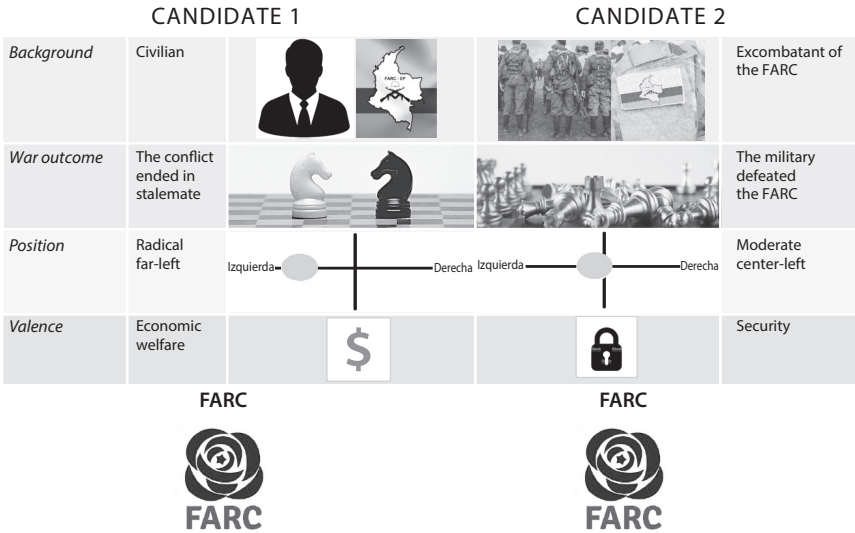 CANDIDATE 1
CANDIDATE 2
Background
Civilian
FARC - EP
Excombatant of
the FARC
War outcome
The conflict
ended in
stalemate
The military
defeated
the FARC
Position
Radical
far-left
Izquierda
Derecha
Izquierda
Derecha
Moderate
center-left
Valence
Economic
welfare
$
Security
FARC
FARC
FARC
FARC